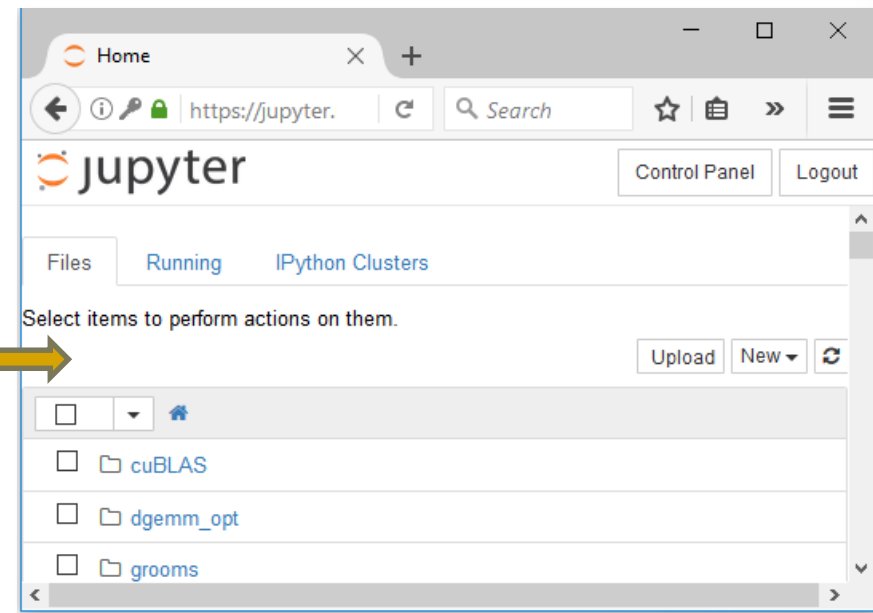 Home
https://jupyter.
Search
jupyter
Control Panel
Logout
Files
Running
IPython Clusters
Select items to perform actions on them.
Upload
New
cuBLAS
dgemm_opt
grooms